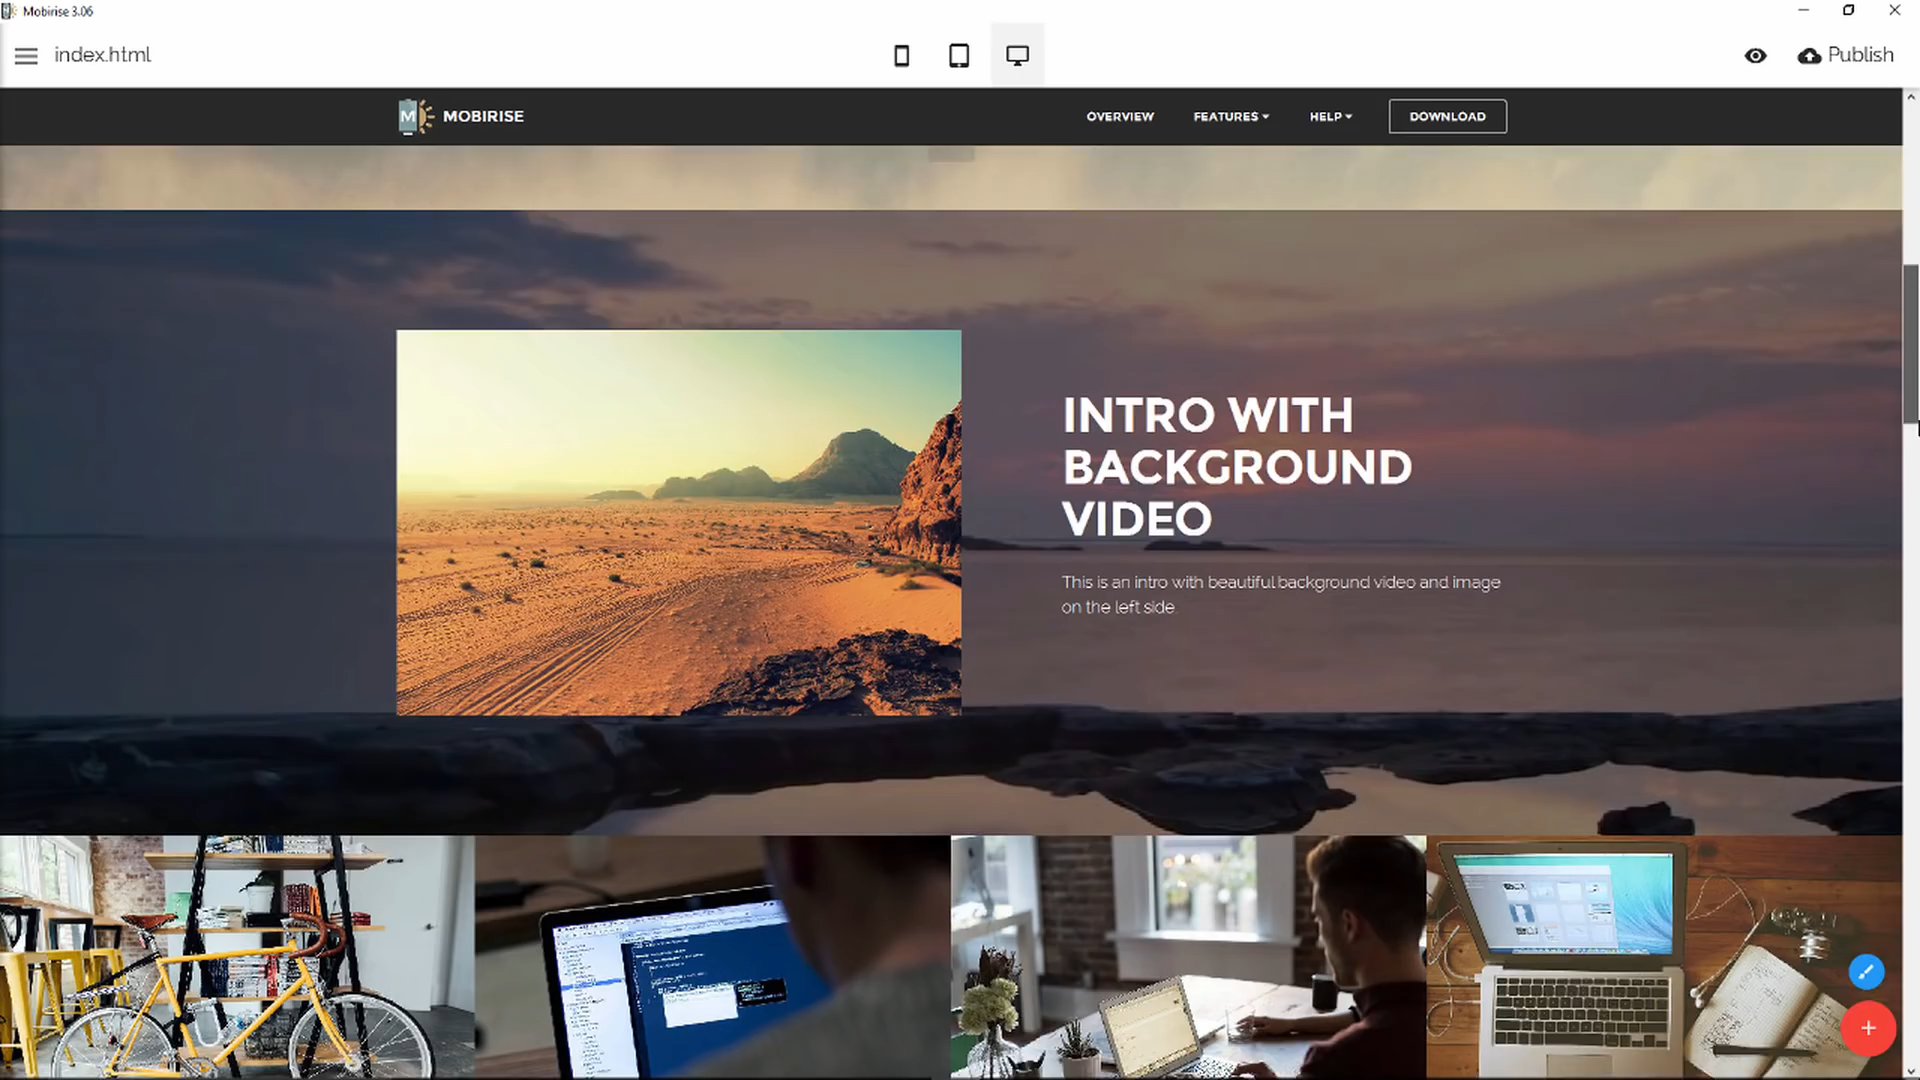 Mobirise 3.06
index.html
Publish
M MOBIRISE
OVERVIEW
FEATURES
HELP
DOWNLOAD
INTRO WITH
BACKGROUND
VIDEO
This is an intro with beautiful background video and image
on the left side.